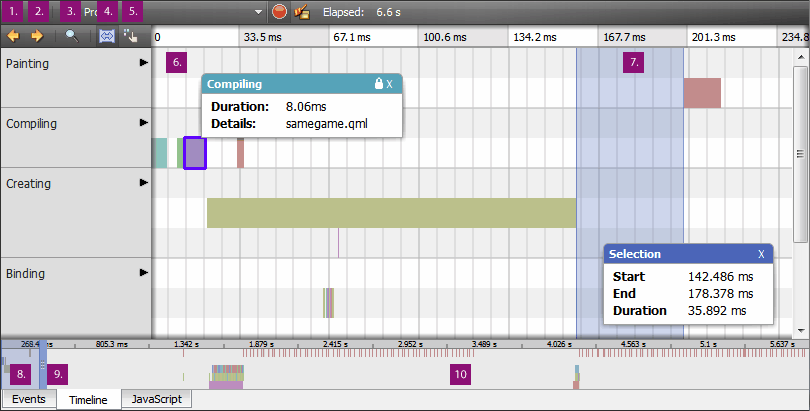 1. 2. 3. Pro 4. 5. Elapsed: 6.6 s
0 33.5 ms 67.1 ms 100.6 ms 134.2 ms 167.7 ms 201.3 ms 234.8
Painting 6. 7.
Compiling X
Duration: 8.06ms
Details: samegame.qml
Compiling
Creating
Selection X
Start 142.486 ms
End 178.378 ms
Duration 35.892 ms
Binding
268.4 805.3 ms 1.342 s 1.879 s 2.415 s 2.952 s 3.489 s 4.026 s 4.563 s 5.1 s 5.637 s
8. 9. 10
Events Timeline JavaScript